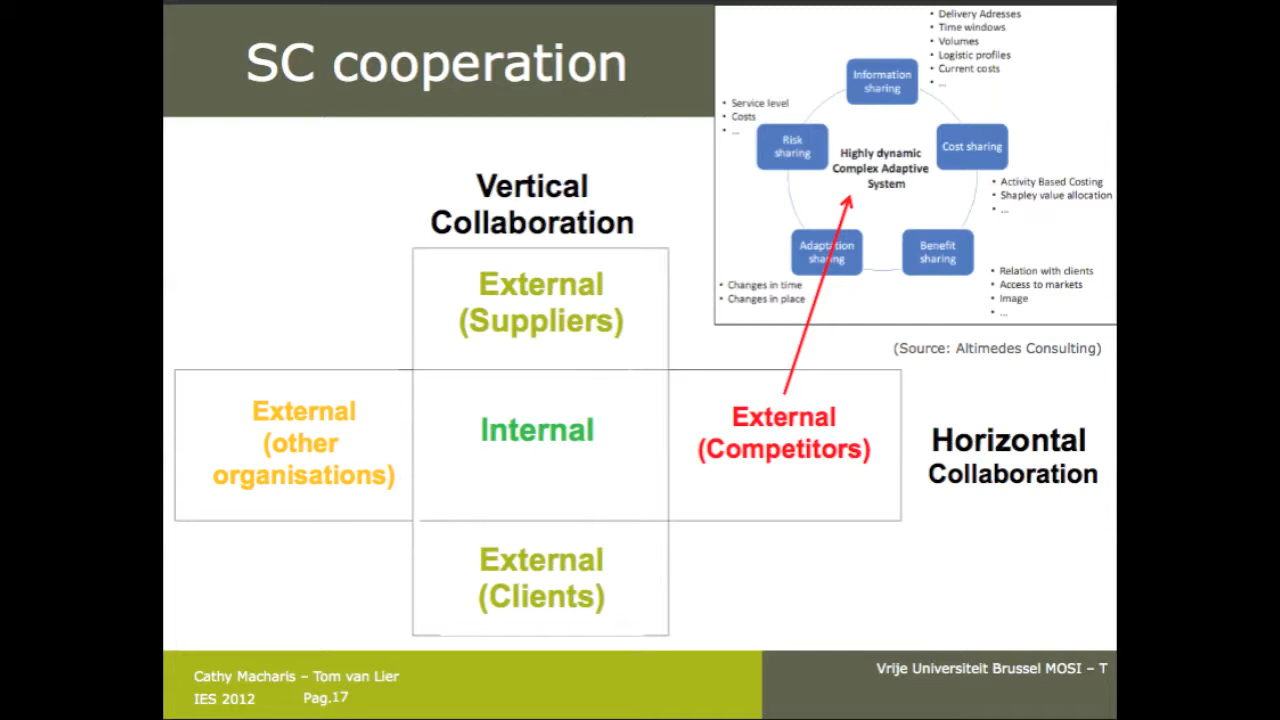 SC cooperation
• Delivery Adresses
• Time windows
• Volumes
• Logistic profiles
• Current costs
• ...
Information
sharing
• Service level
• Costs
• ...
Risk
sharing
Cost sharing
Highly dynamic
Complex Adaptive
System
• Activity Based Costing
• Shapley value allocation
• ...
Adaptation
sharing
Benefit
sharing
• Changes in time
• Changes in place
• Relation with clients
• Access to markets
• Image
• ...
(Source: Altimedes Consulting)
Vertical
Collaboration
External
(Suppliers)
External
(other
organisations)
Internal
External
(Competitors)
Horizontal
Collaboration
External
(Clients)
Cathy Macharis – Tom van Lier
IES 2012 Pag.17
Vrije Universiteit Brussel MOSI – T